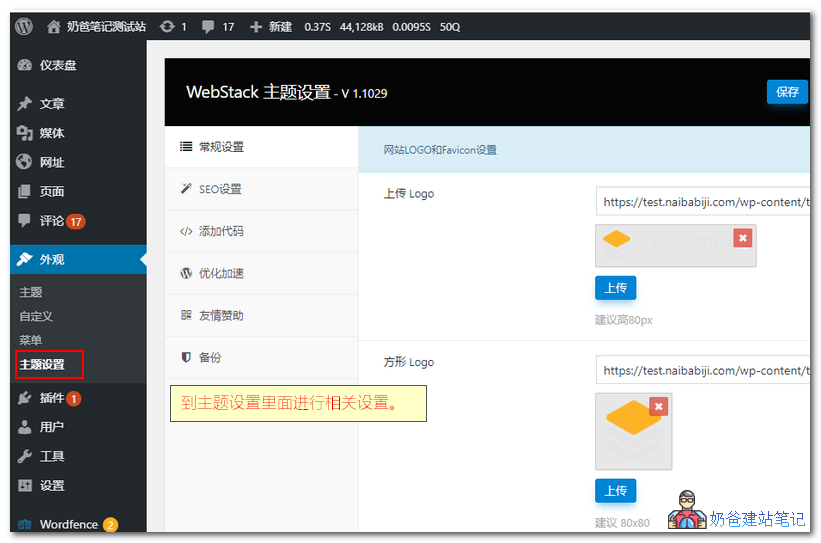 奶爸笔记测试站 1 17 新建 0.37S 44,128kB 0.0095S 50Q
仪表盘
文章
媒体
网址
页面
评论 17
外观
主题
自定义
菜单
主题设置
插件 1
用户
工具
设置
Wordfence 2
WebStack 主题设置 - V 1.1029
保存
常规设置
SEO设置
添加代码
优化加速
友情赞助
备份
到主题设置里面进行相关设置。
网站LOGO和Favicon设置
上传 Logo
https://test.naibabiji.com/wp-content/t
WebStack
上传
建议高80px
方形 Logo
https://test.naibabiji.com/wp-content/t
上传
建议 80x80
奶爸建站笔记